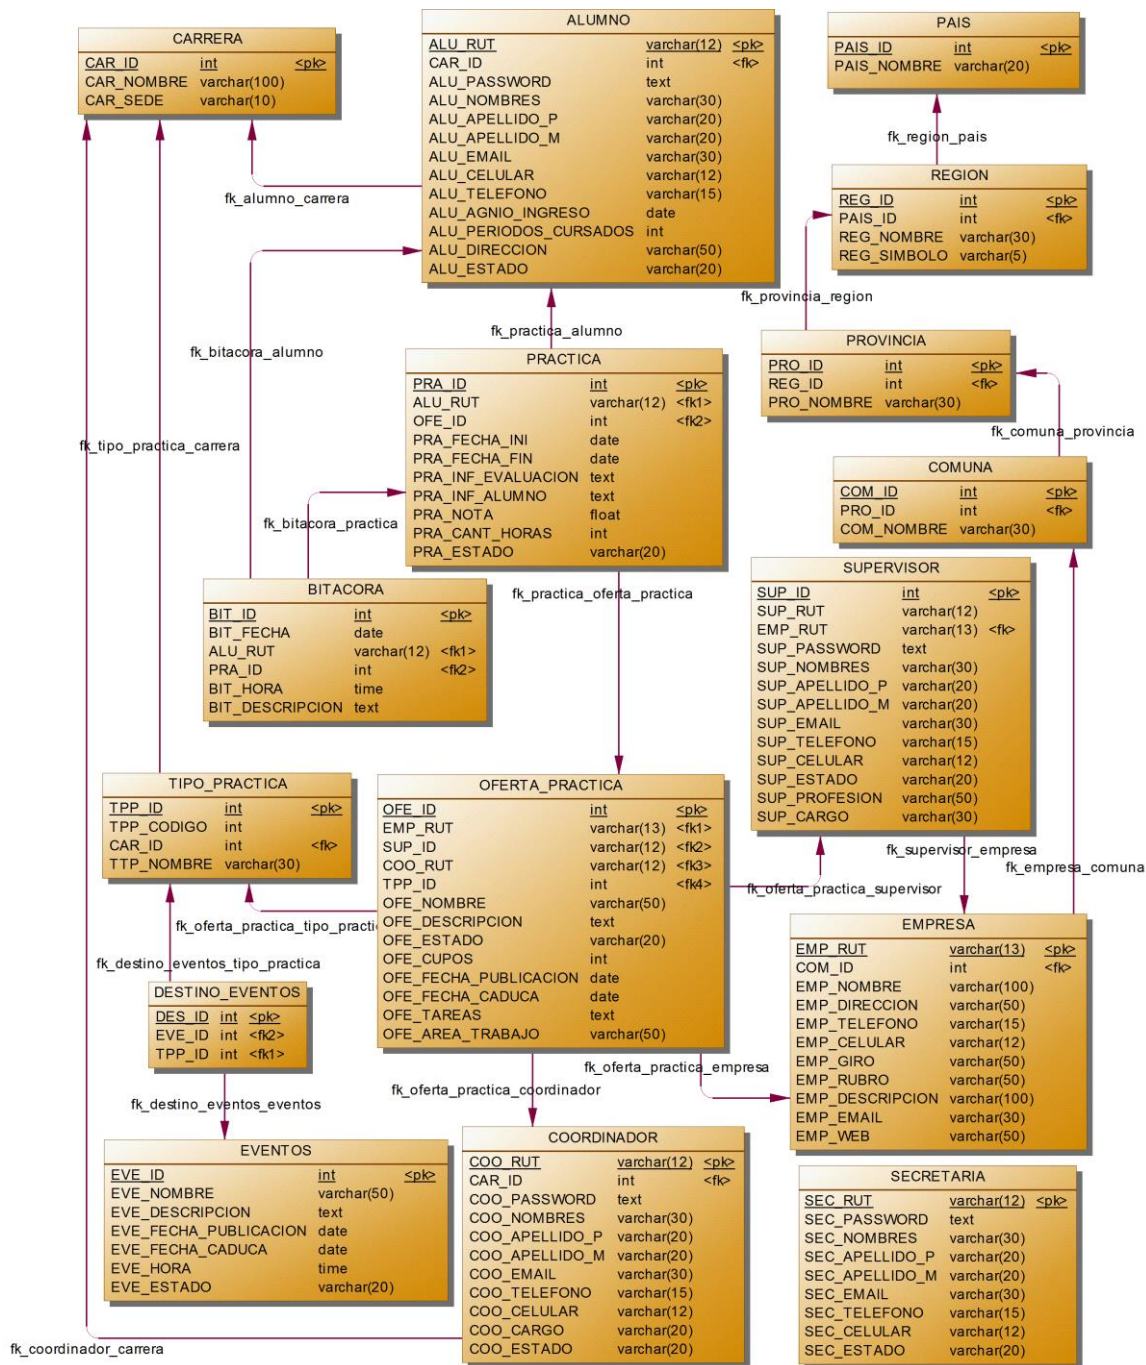 CARRERA
CAR_ID int <pk>
CAR_NOMBRE varchar(100)
CAR_SEDE varchar(10)
ALUMNO
ALU_RUT varchar(12) <pk>
CAR_ID int <fk>
ALU_PASSWORD text
ALU_NOMBRES varchar(30)
ALU_APELLIDO_P varchar(20)
ALU_APELLIDO_M varchar(20)
ALU_EMAIL varchar(30)
ALU_CELULAR varchar(12)
ALU_TELEFONO varchar(15)
ALU_AGNIO_INGRESO date
ALU_PERIODOS_CURSADOS int
ALU_DIRECCION varchar(50)
ALU_ESTADO varchar(20)
PAIS
PAIS_ID int <pk>
PAIS_NOMBRE varchar(20)
fk_region_pais
fk_alumno_carrera
REGION
REG_ID int <pk>
PAIS_ID int <fk>
REG_NOMBRE varchar(30)
REG_SIMBOLO varchar(5)
fk_provincia_region
fk_practica_alumno
fk_bitacora_alumno
PROVINCIA
PRO_ID int <pk>
REG_ID int <fk>
PRO_NOMBRE varchar(30)
PRACTICA
PRA_ID int <pk>
ALU_RUT varchar(12) <fk1>
OFE_ID int <fk2>
PRA_FECHA_INI date
PRA_FECHA_FIN date
PRA_INF_EVALUACION text
PRA_INF_ALUMNO text
PRA_NOTA float
PRA_CANT_HORAS int
PRA_ESTADO varchar(20)
fk_tipo_practica_carrera
fk_comuna_provincia
COMUNA
COM_ID int <pk>
PRO_ID int <fk>
COM_NOMBRE varchar(30)
fk_bitacora_practica
BITACORA
BIT_ID int <pk>
BIT_FECHA date
ALU_RUT varchar(12) <fk1>
PRA_ID int <fk2>
BIT_HORA time
BIT_DESCRIPCION text
fk_practica_oferta_practica
SUPERVISOR
SUP_ID int <pk>
SUP_RUT varchar(12)
EMP_RUT varchar(13) <fk>
SUP_PASSWORD text
SUP_NOMBRES varchar(30)
SUP_APELLIDO_P varchar(20)
SUP_APELLIDO_M varchar(20)
SUP_EMAIL varchar(30)
SUP_TELEFONO varchar(15)
SUP_CELULAR varchar(12)
SUP_ESTADO varchar(20)
SUP_PROFESION varchar(50)
SUP_CARGO varchar(30)
TIPO_PRACTICA
TPP_ID int <pk>
TPP_CODIGO int
CAR_ID int <fk>
TTP_NOMBRE varchar(30)
OFERTA_PRACTICA
OFE_ID int <pk>
EMP_RUT varchar(13) <fk1>
SUP_ID varchar(12) <fk2>
COO_RUT varchar(12) <fk3>
TPP_ID int <fk4>
OFE_NOMBRE varchar(50)
OFE_DESCRIPCION text
OFE_ESTADO varchar(20)
OFE_CUPOS int
OFE_FECHA_PUBLICACION date
OFE_FECHA_CADUCA date
OFE_TAREAS text
OFE_AREA_TRABAJO varchar(50)
fk_supervisor_empresa
fk_empresa_comuna
fk_oferta_practica_supervisor
fk_oferta_practica_tipo_practic
fk_destino_eventos_tipo_practica
DESTINO_EVENTOS
DES_ID int <pk>
EVE_ID int <fk2>
TPP_ID int <fk1>
EMPRESA
EMP_RUT varchar(13) <pk>
COM_ID int <fk>
EMP_NOMBRE varchar(100)
EMP_DIRECCION varchar(50)
EMP_TELEFONO varchar(15)
EMP_CELULAR varchar(12)
EMP_GIRO varchar(50)
EMP_RUBRO varchar(50)
EMP_DESCRIPCION varchar(100)
EMP_EMAIL varchar(30)
EMP_WEB varchar(50)
fk_oferta_practica_empresa
fk_oferta_practica_coordinador
fk_destino_eventos_eventos
EVENTOS
EVE_ID int <pk>
EVE_NOMBRE varchar(50)
EVE_DESCRIPCION text
EVE_FECHA_PUBLICACION date
EVE_FECHA_CADUCA date
EVE_HORA time
EVE_ESTADO varchar(20)
COORDINADOR
COO_RUT varchar(12) <pk>
CAR_ID int <fk>
COO_PASSWORD text
COO_NOMBRES varchar(30)
COO_APELLIDO_P varchar(20)
COO_APELLIDO_M varchar(20)
COO_EMAIL varchar(30)
COO_TELEFONO varchar(15)
COO_CELULAR varchar(12)
COO_CARGO varchar(20)
COO_ESTADO varchar(20)
SECRETARIA
SEC_RUT varchar(12) <pk>
SEC_PASSWORD text
SEC_NOMBRES varchar(30)
SEC_APELLIDO_P varchar(20)
SEC_APELLIDO_M varchar(20)
SEC_EMAIL varchar(30)
SEC_TELEFONO varchar(15)
SEC_CELULAR varchar(12)
SEC_ESTADO varchar(20)
fk_coordinador_carrera